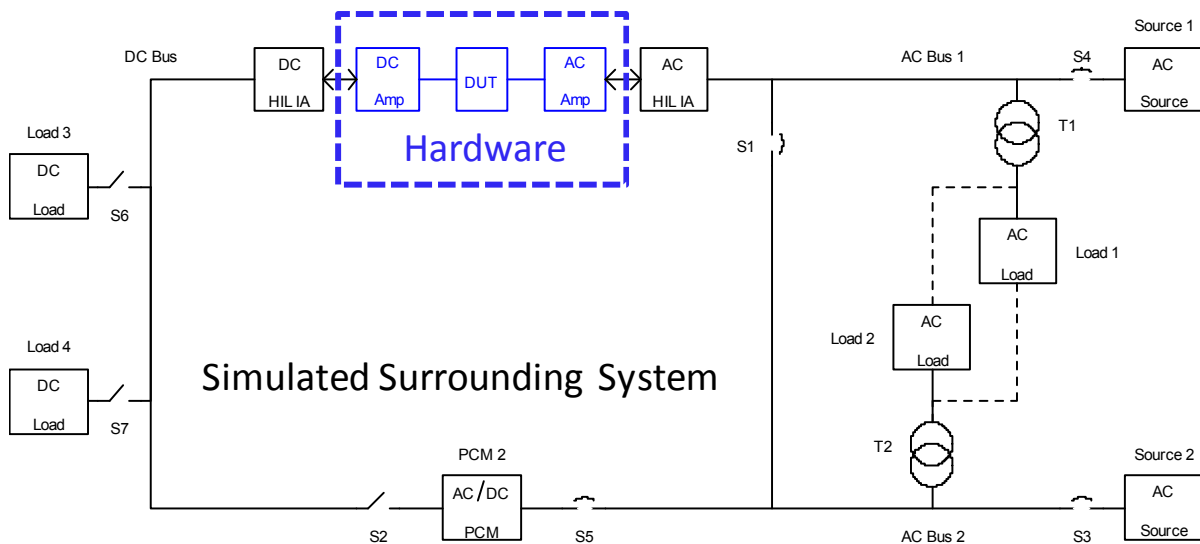 DC Bus
DC
HIL IA
DC
Amp
DUT
AC
Amp
AC
HIL IA
Hardware
AC Bus 1
S4
Source 1
AC
Source
T1
S1
Load 3
DC
Load
S6
AC
Load
Load 1
Load 2
AC
Load
Load 4
DC
Load
S7
Simulated Surrounding System
T2
PCM 2
AC/DC
PCM
S2
S5
AC Bus 2
S3
Source 2
AC
Source